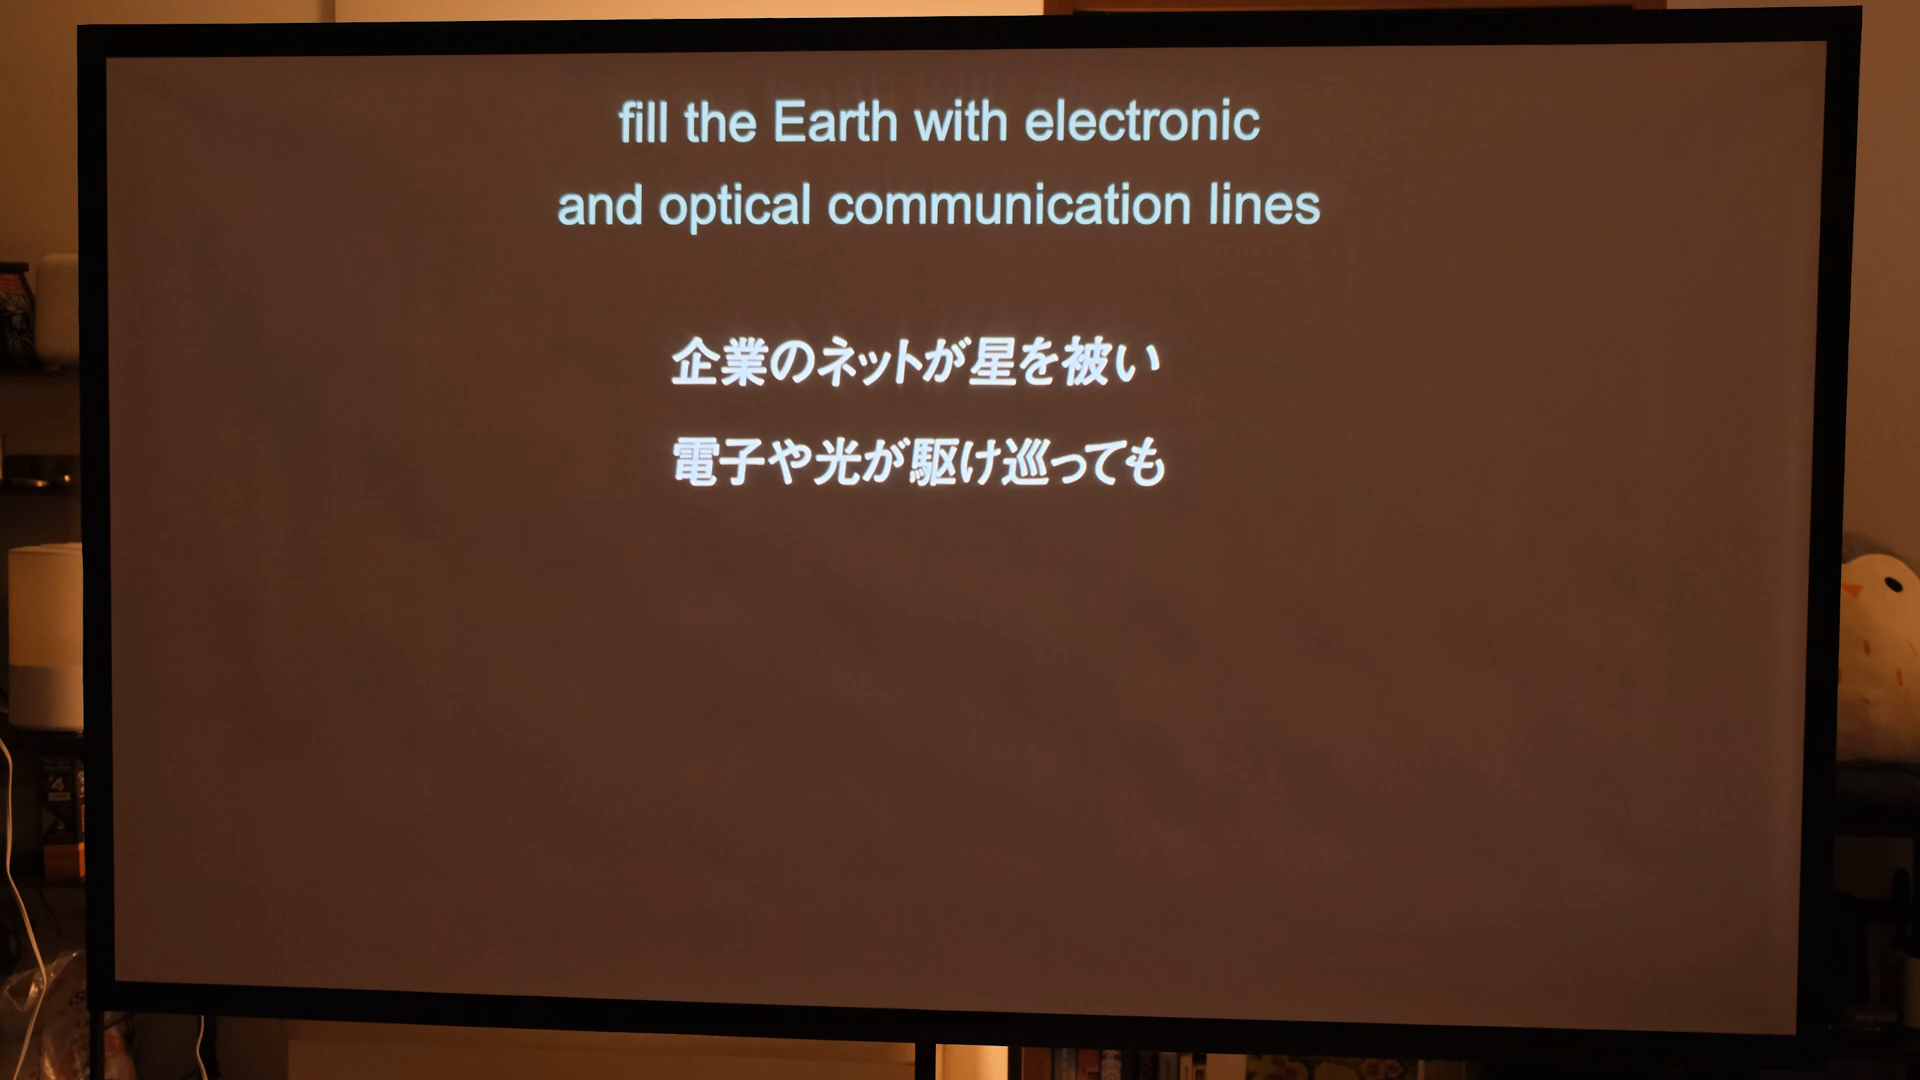 fill the Earth with electronic
and optical communication lines
企業のネットが星を被い
電子や光が駆け巡っても